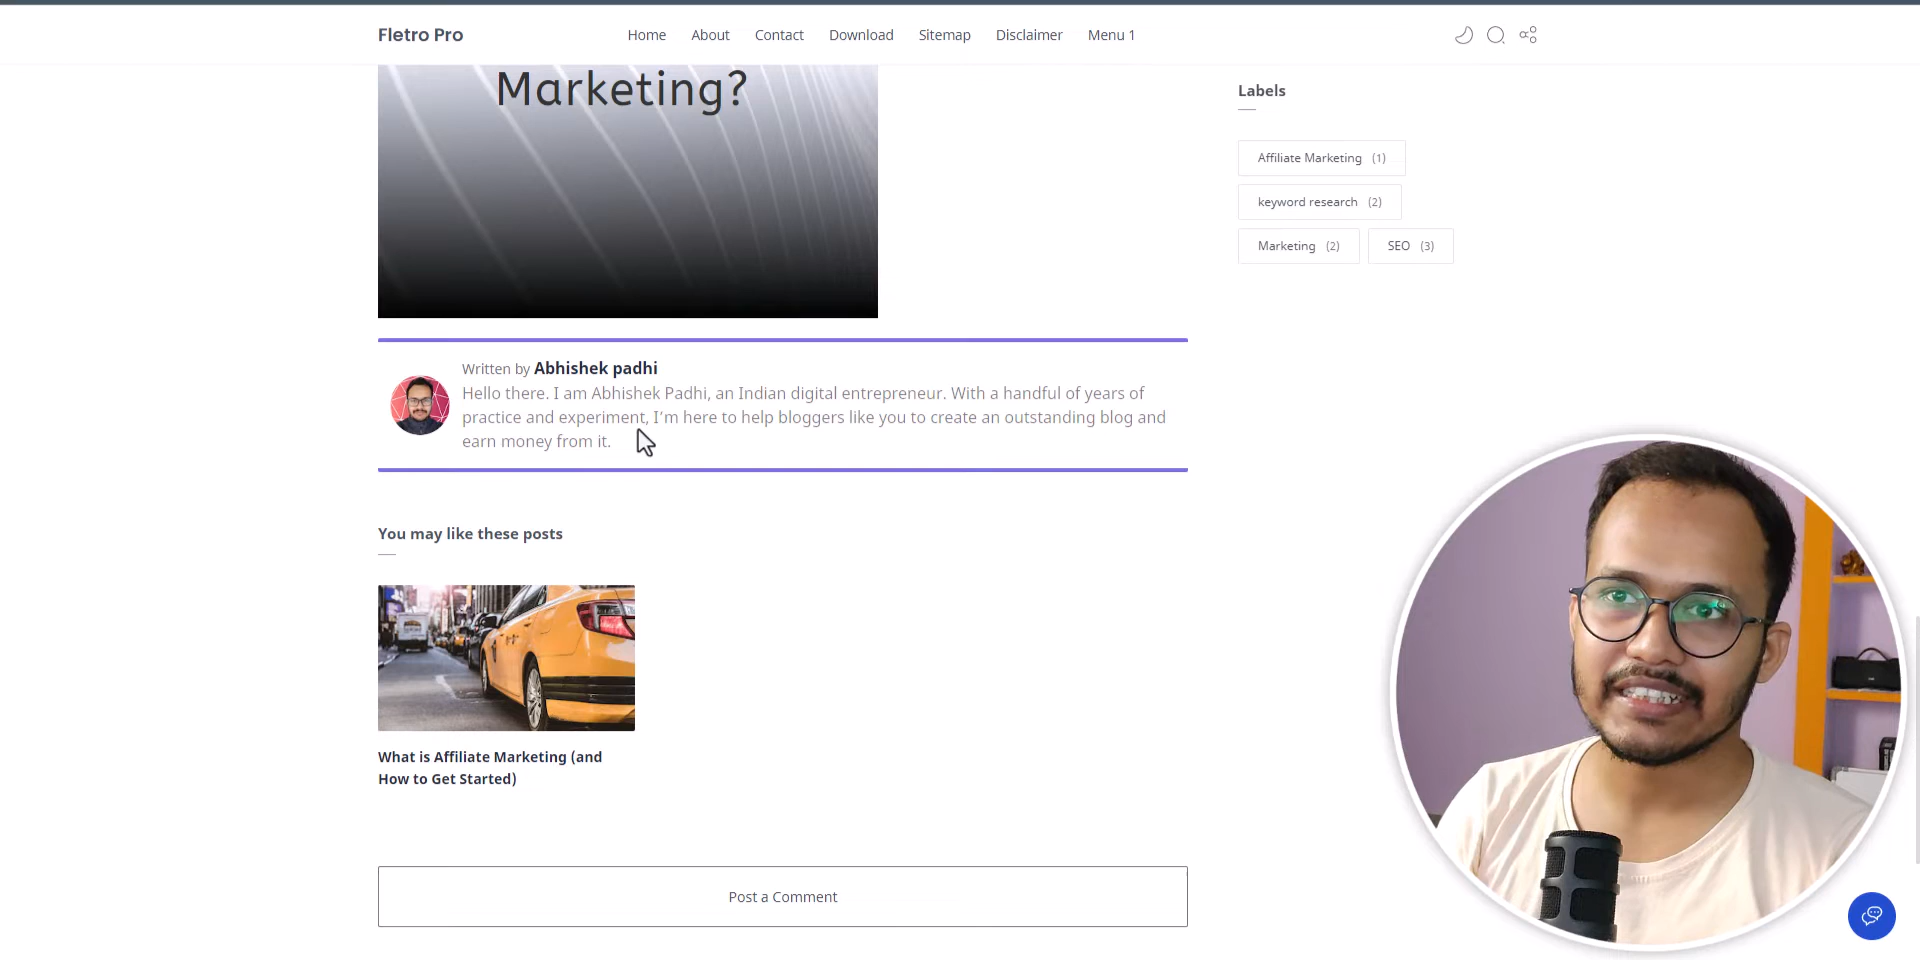 Fletro Pro
Home About Contact Download Sitemap Disclaimer Menu 1
Marketing?
Labels
Affiliate Marketing (1)
keyword research (2)
Marketing (2) SEO (3)
Written by Abhishek padhi
Hello there. I am Abhishek Padhi, an Indian digital entrepreneur. With a handful of years of
practice and experiment, I'm here to help bloggers like you to create an outstanding blog and
earn money from it.
You may like these posts
What is Affiliate Marketing (and
How to Get Started)
Post a Comment